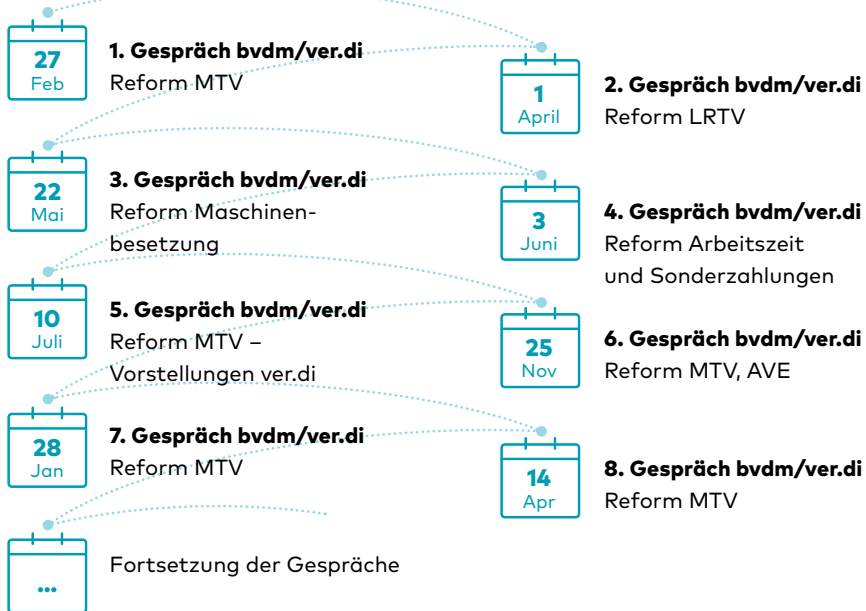 27
Feb
1. Gespräch bvdm/ver.di
Reform MTV
1
April
2. Gespräch bvdm/ver.di
Reform LRTV
22
Mai
3. Gespräch bvdm/ver.di
Reform Maschinen-
besetzung
3
Juni
4. Gespräch bvdm/ver.di
Reform Arbeitszeit
und Sonderzahlungen
10
Juli
5. Gespräch bvdm/ver.di
Reform MTV –
Vorstellungen ver.di
25
Nov
6. Gespräch bvdm/ver.di
Reform MTV, AVE
28
Jan
7. Gespräch bvdm/ver.di
Reform MTV
14
Apr
8. Gespräch bvdm/ver.di
Reform MTV
...
Fortsetzung der Gespräche